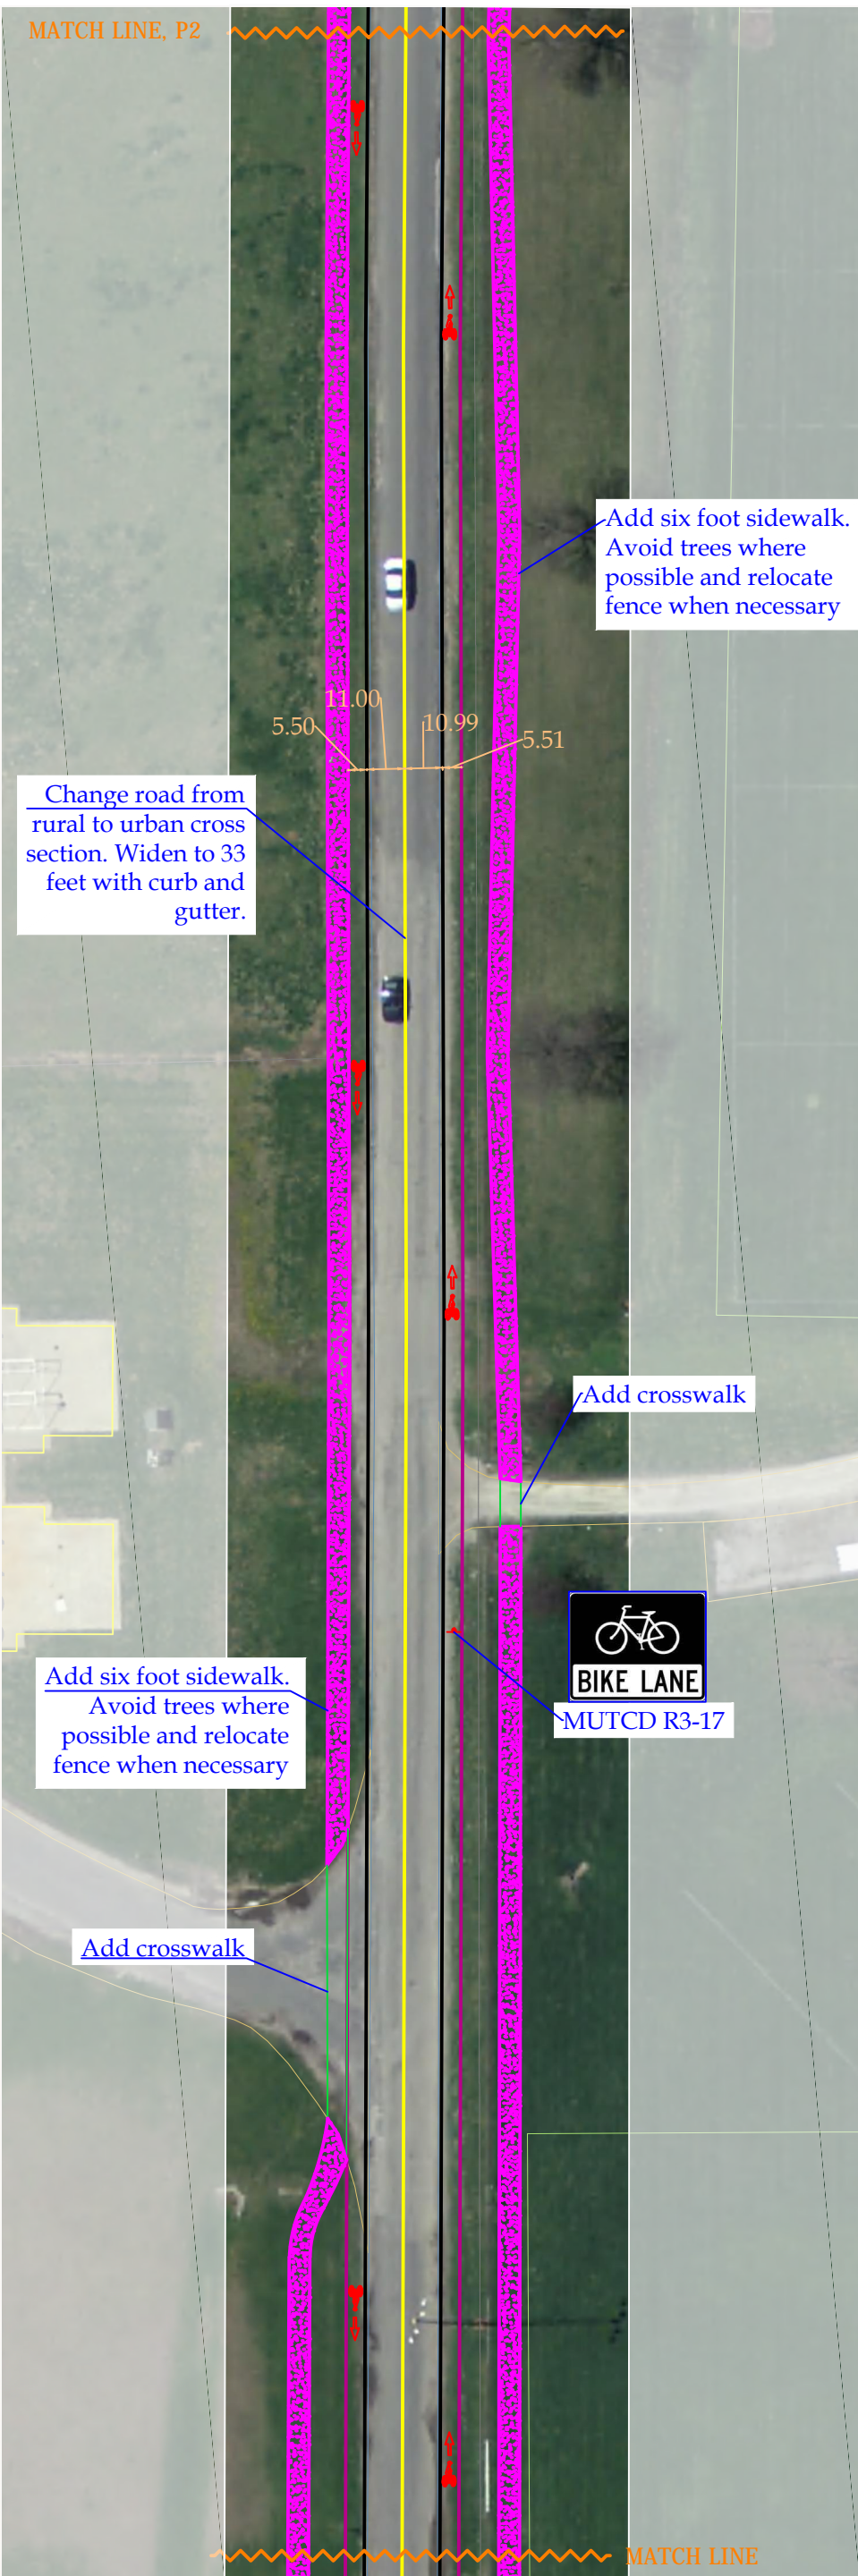 MATCH LINE, P2
Add six foot sidewalk.
Avoid trees where
possible and relocate
fence when necessary
11.00
5.50
10.99
5.51
Change road from
rural to urban cross
section. Widen to 33
feet with curb and
gutter.
Add crosswalk
BIKE LANE
MUTCD R3-17
Add six foot sidewalk.
Avoid trees where
possible and relocate
fence when necessary
Add crosswalk
MATCH LINE